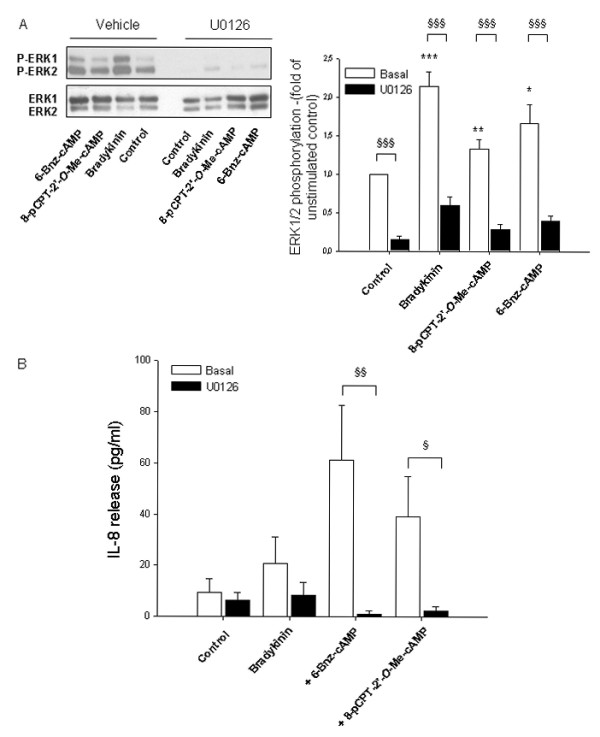 A
Vehicle
U0126
P-ERK1
P-ERK2
ERK1
ERK2
6-Bnz-cAMP
8-pCPT-2'-O-Me-cAMP
Bradykinin
Control
Control
Bradykinin
8-pCPT-2'-O-Me-cAMP
6-Bnz-cAMP
ERK1/2 phosphorylation -(fold of
unstimulated control)
3,0
2,5
2,0
1,5
1,0
0,5
0,0
Basal
U0126
§§§
§§§
§§§
§§§
***
**
*
Control
Bradykinin
8-pCPT-2'-O-Me-cAMP
6-Bnz-cAMP
B
IL-8 release (pg/ml)
100
80
60
40
20
0
Basal
U0126
§§
§
Control
Bradykinin
+ 6-Bnz-cAMP
+ 8-pCPT-2'-O-Me-cAMP